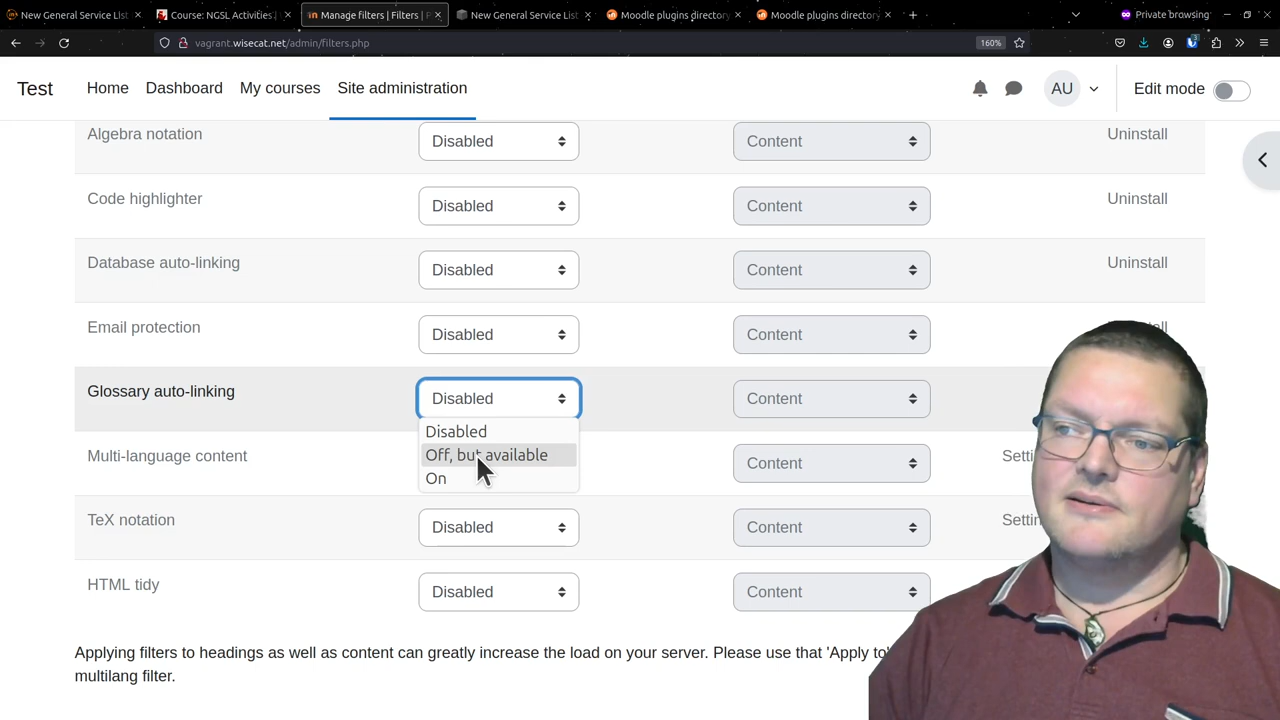 New General Service List
Course: NGSL Activities
Manage filters | Filters | P
New General Service List
Moodle plugins directory
Moodle plugins directory
Private browsing
vagrant.wisecat.net/admin/filters.php
160%
Test
Home
Dashboard
My courses
Site administration
AU
Edit mode
Algebra notation
Disabled
Content
Uninstall
Code highlighter
Disabled
Content
Uninstall
Database auto-linking
Disabled
Content
Uninstall
Email protection
Disabled
Content
Glossary auto-linking
Disabled
Content
Disabled
Off, but available
On
Multi-language content
Content
TeX notation
Disabled
Content
HTML tidy
Disabled
Content
Applying filters to headings as well as content can greatly increase the load on your server. Please use that 'Apply to'
multilang filter.